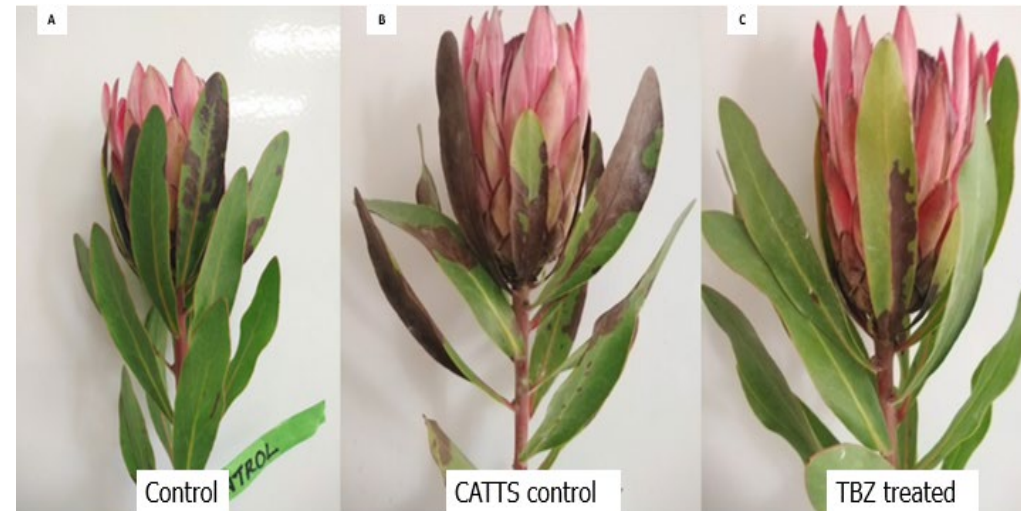 A
B
C
NTROL
Control
CATTS control
TBZ treated